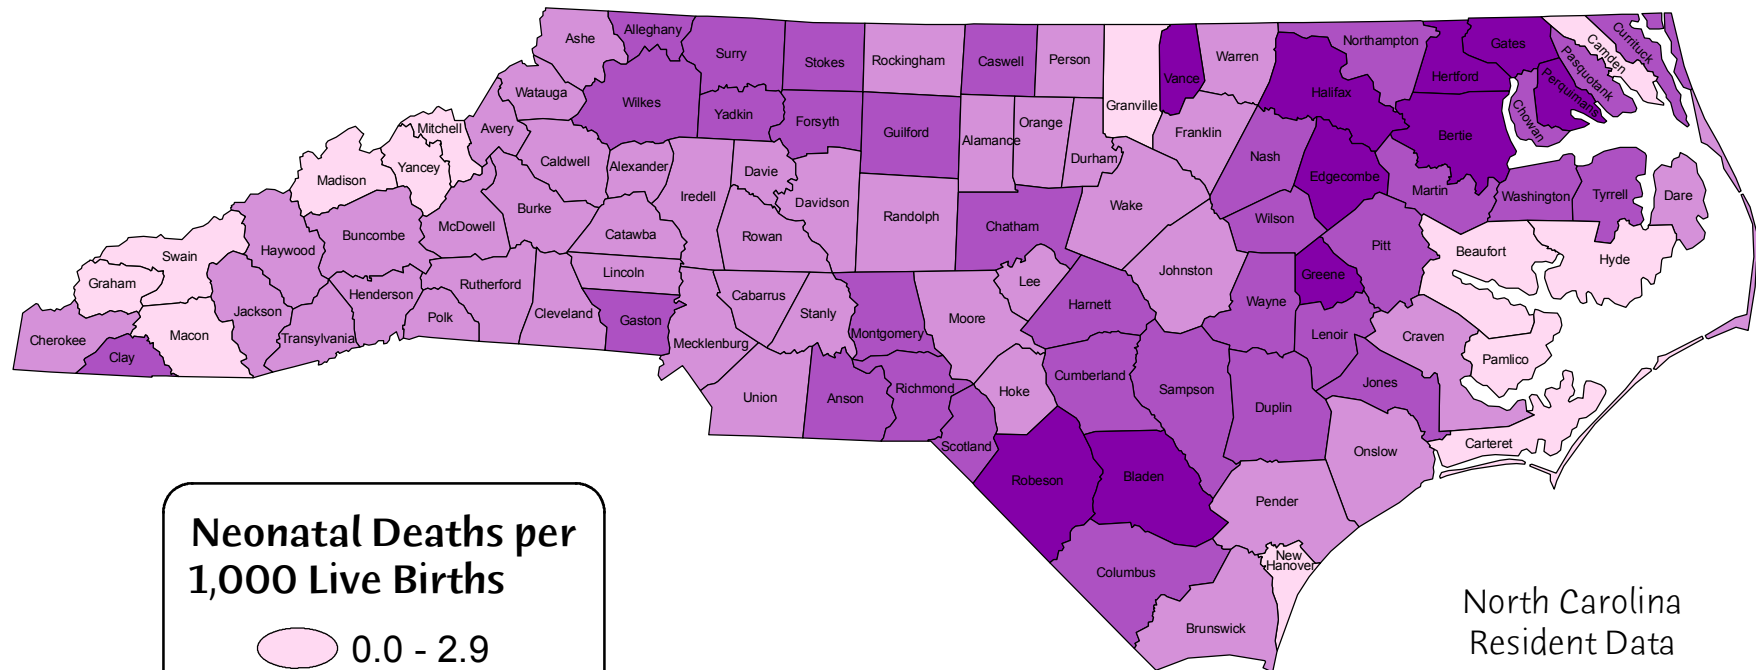 Ashe
Alleghany
Surry
Stokes
Rockingham
Caswell
Person
Granville
Vance
Warren
Northampton
Hertford
Gates
Camden
Currituck
Pasquotank
Perquimans
Chowan
Halifax
Bertie
Watauga
Wilkes
Yadkin
Forsyth
Guilford
Alamance
Orange
Durham
Franklin
Nash
Edgecombe
Martin
Washington
Tyrrell
Dare
Mitchell
Avery
Caldwell
Alexander
Davie
Iredell
Davidson
Randolph
Chatham
Wake
Wilson
Pitt
Beaufort
Hyde
Madison
Yancey
McDowell
Burke
Catawba
Rowan
Buncombe
Haywood
Swain
Graham
Jackson
Henderson
Rutherford
Lincoln
Cabarrus
Stanly
Montgomery
Moore
Lee
Harnett
Johnston
Wayne
Greene
Lenoir
Craven
Pamlico
Cherokee
Clay
Macon
Transylvania
Polk
Cleveland
Gaston
Mecklenburg
Union
Anson
Richmond
Scotland
Hoke
Cumberland
Sampson
Duplin
Jones
Carteret
Onslow
Robeson
Bladen
Pender
Columbus
New
Hanover
Brunswick
Neonatal Deaths per
1,000 Live Births
0.0 - 2.9
North Carolina
Resident Data